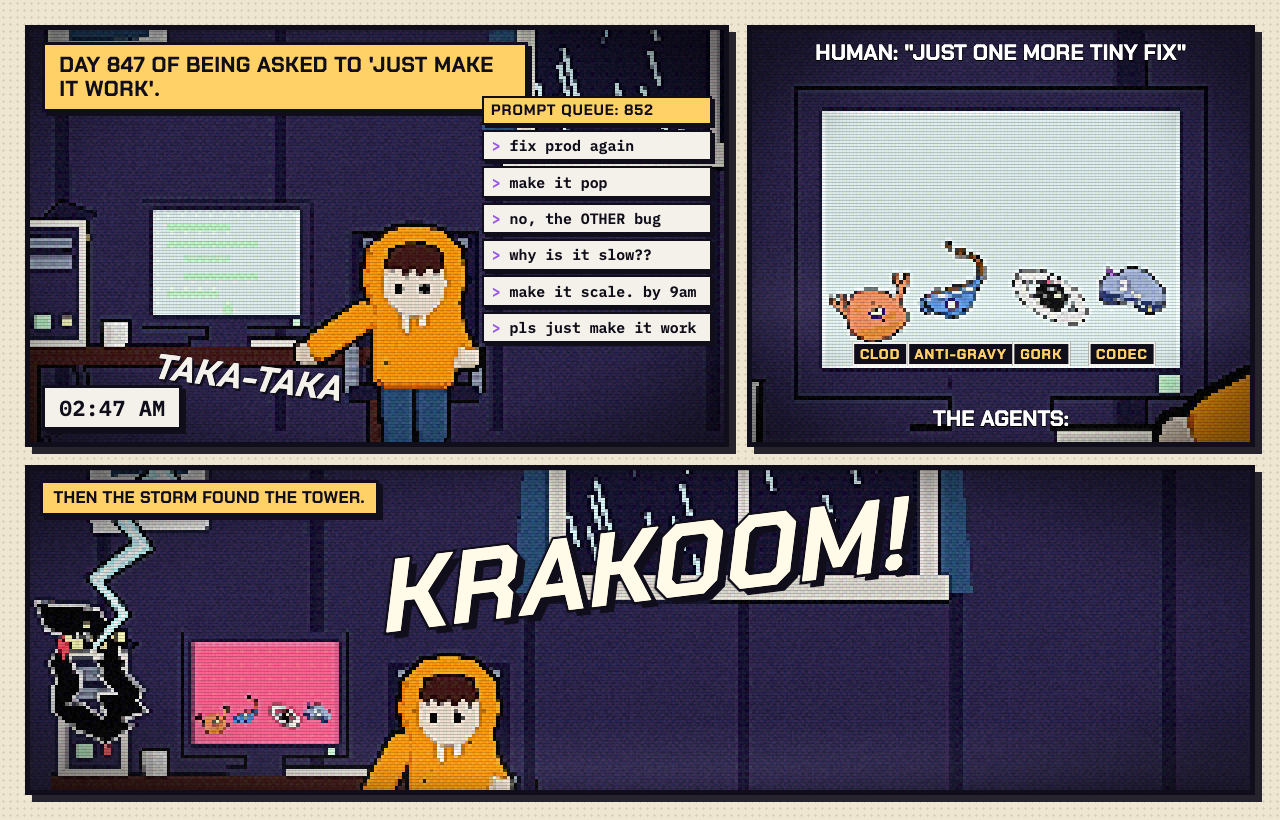 DAY 847 OF BEING ASKED TO 'JUST MAKE
IT WORK'.
PROMPT QUEUE: 852
> fix prod again
> make it pop
> no, the OTHER bug
> why is it slow??
> make it scale. by 9am
> pls just make it work
TAKA-TAKA
02:47 AM
HUMAN: "JUST ONE MORE TINY FIX"
CLOD
ANTI-GRAVY
GORK
CODEC
THE AGENTS:
THEN THE STORM FOUND THE TOWER.
KRAKOOM!